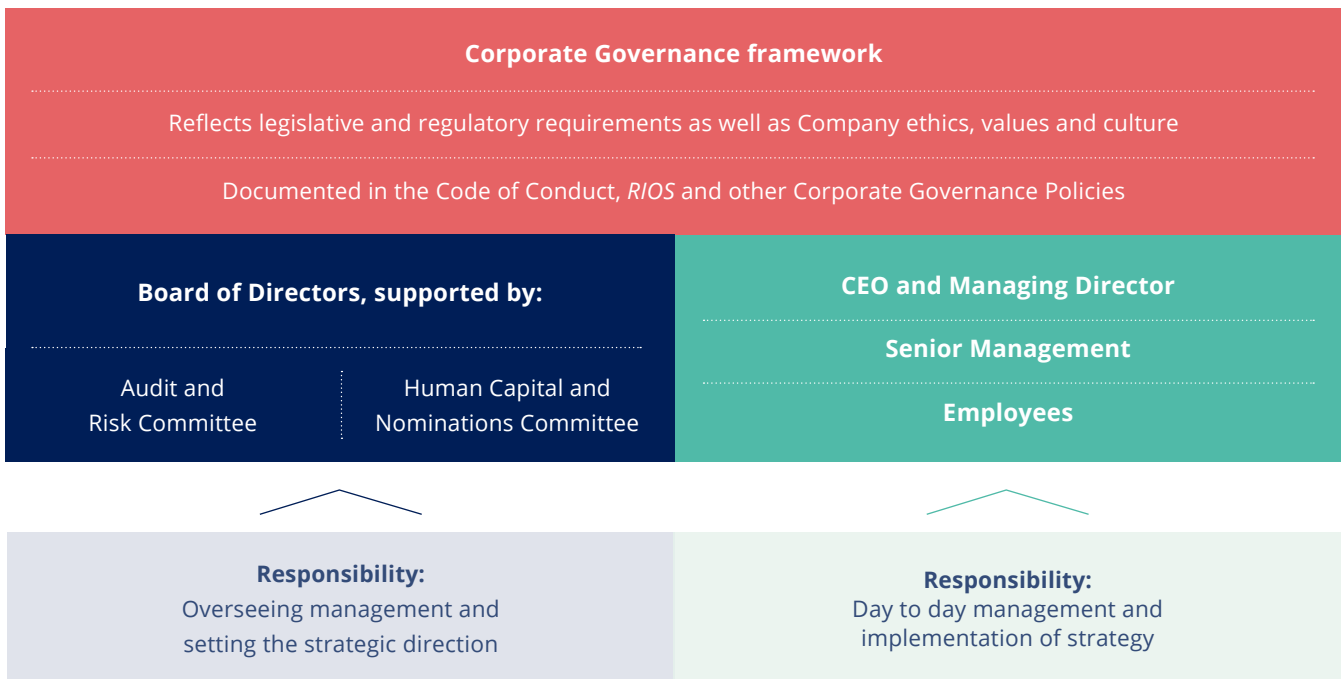 Corporate Governance framework
Reflects legislative and regulatory requirements as well as Company ethics, values and culture
Documented in the Code of Conduct, RIOS and other Corporate Governance Policies
Board of Directors, supported by:
Audit and
Risk Committee
Human Capital and
Nominations Committee
CEO and Managing Director
Senior Management
Employees
Responsibility:
Overseeing management and
setting the strategic direction
Responsibility:
Day to day management and
implementation of strategy